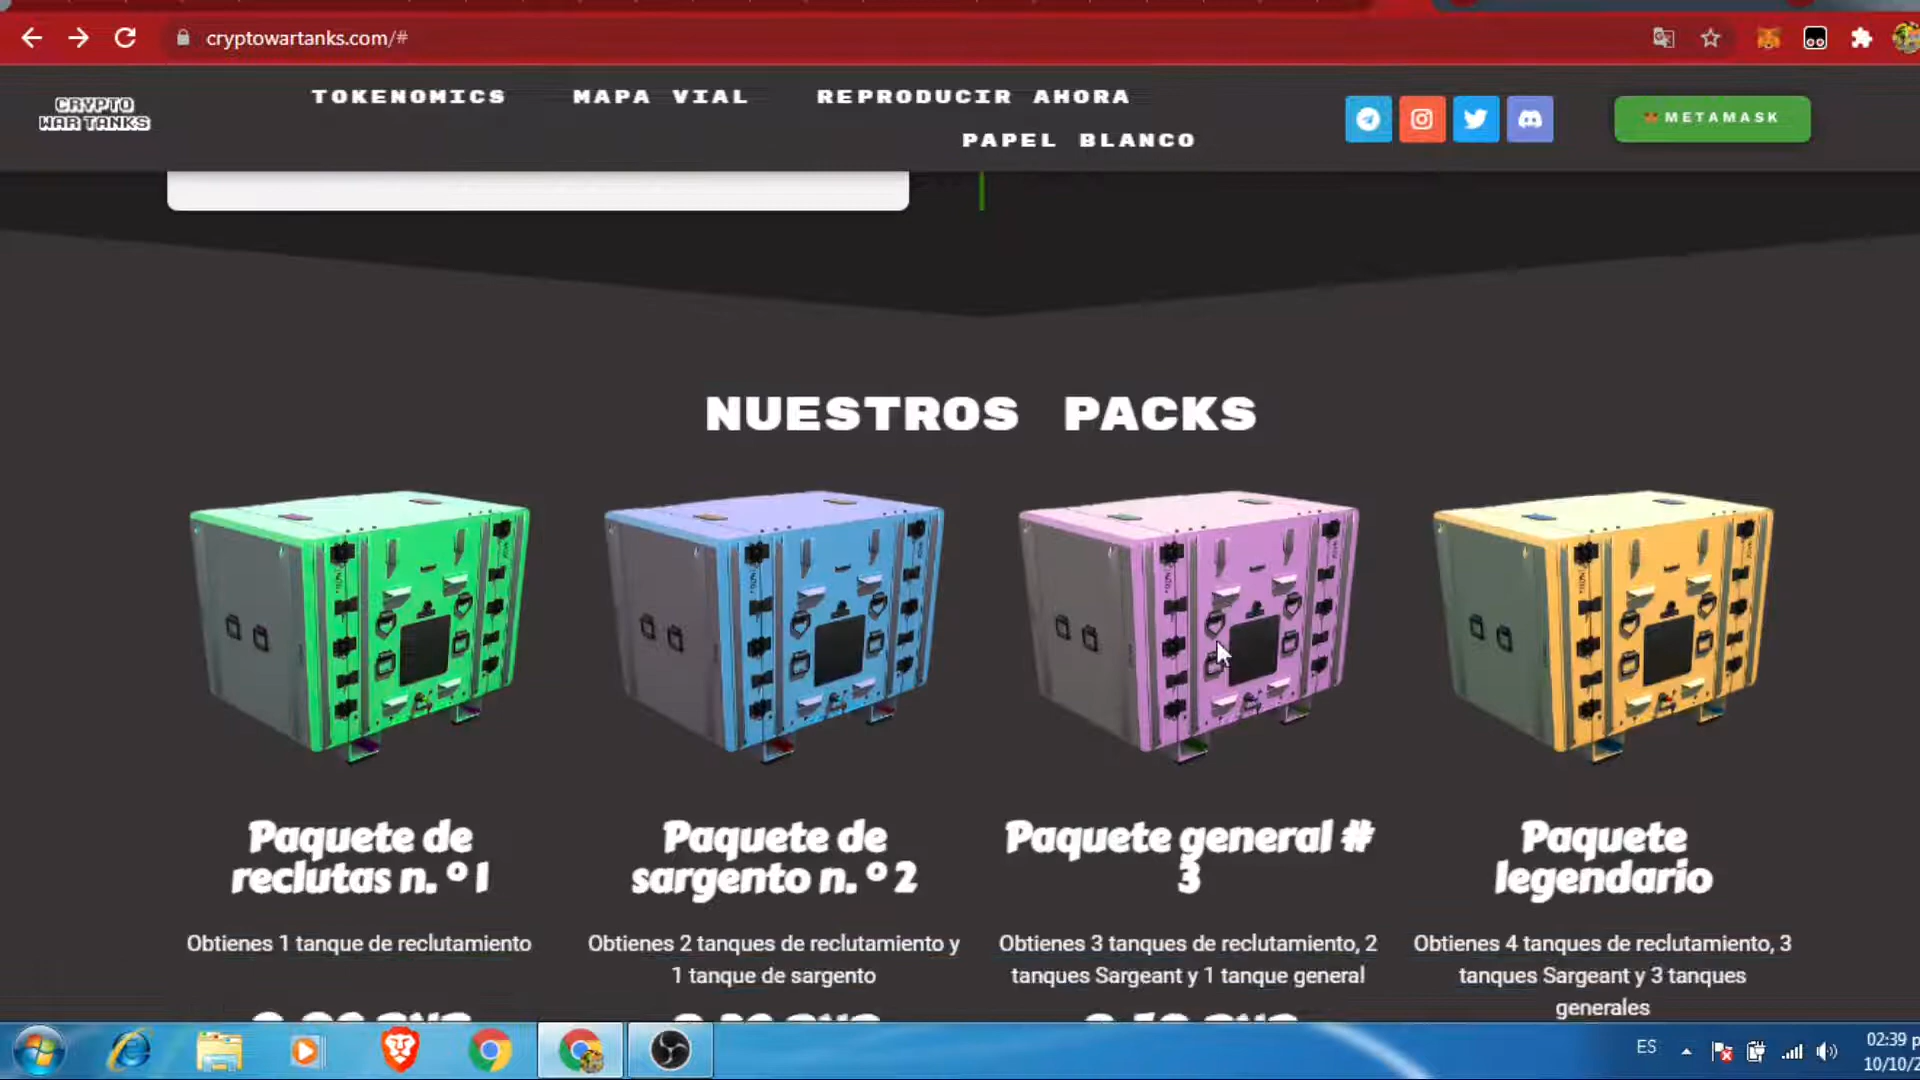 cryptowartanks.com/#
CRYPTO
WAR TANKS
TOKENOMICS
MAPA VIAL
REPRODUCIR AHORA
PAPEL BLANCO
METAMASK
NUESTROS PACKS
Paquete de
reclutas n. º 1
Obtienes 1 tanque de reclutamiento
Paquete de
sargento n. º 2
Obtienes 2 tanques de reclutamiento y
1 tanque de sargento
Paquete general #
3
Obtienes 3 tanques de reclutamiento, 2
tanques Sargeant y 1 tanque general
Paquete
legendario
Obtienes 4 tanques de reclutamiento, 3
tanques Sargeant y 3 tanques
generales
ES
02:39 p
10/10/2